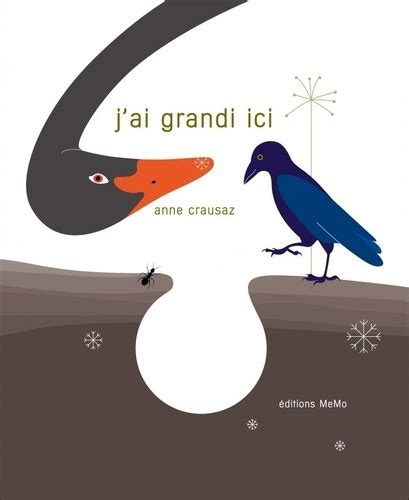 j'ai grandi ici
anne crausaz
éditions MeMo